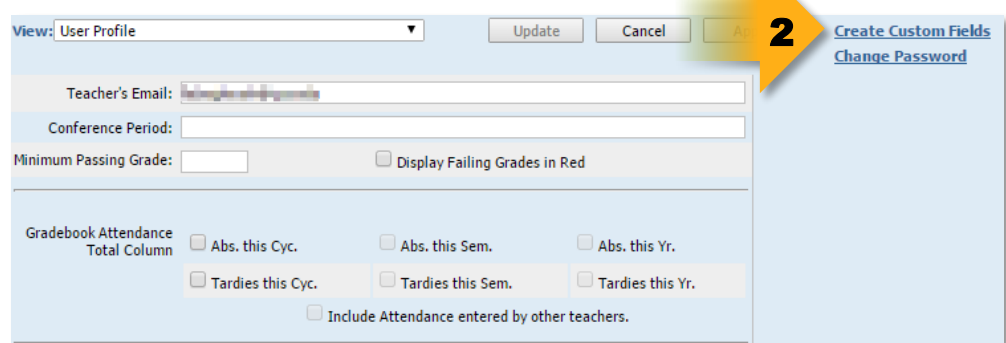 View: User Profile Update Cancel 2 Create Custom Fields
Change Password
Teacher's Email:
Conference Period:
Minimum Passing Grade: Display Failing Grades in Red
Gradebook Attendance
Total Column Abs. this Cyc. Abs. this Sem. Abs. this Yr.
Tardies this Cyc. Tardies this Sem. Tardies this Yr.
Include Attendance entered by other teachers.